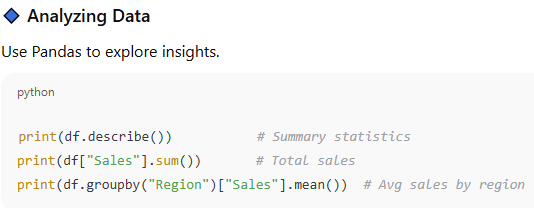 Analyzing Data
Use Pandas to explore insights.
python
print(df.describe())           # Summary statistics
print(df["Sales"].sum())       # Total sales
print(df.groupby("Region")["Sales"].mean())  # Avg sales by region